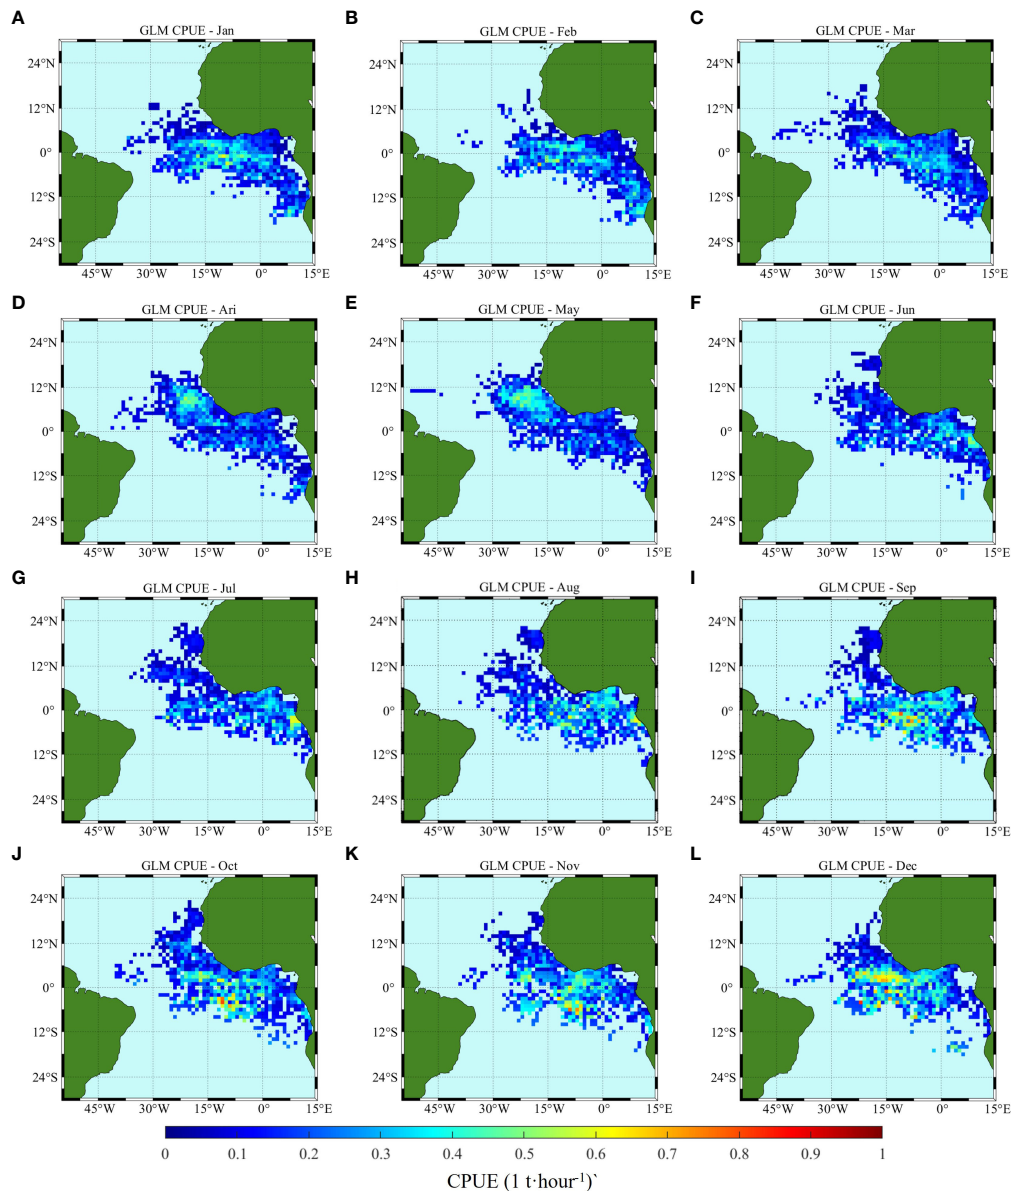 A B C
GLM CPUE - Jan GLM CPUE - Feb GLM CPUE - Mar
24°N 24°N 24°N
12°N 12°N 12°N
0° 0° 0°
12°S 12°S 12°S
24°S 24°S 24°S
45°W 30°W 15°W 0° 15°E 45°W 30°W 15°W 0° 15°E 45°W 30°W 15°W 0° 15°E
D E F
GLM CPUE - Ari GLM CPUE - May GLM CPUE - Jun
24°N 24°N 24°N
12°N 12°N 12°N
0° 0° 0°
12°S 12°S 12°S
24°S 24°S 24°S
45°W 30°W 15°W 0° 15°E 45°W 30°W 15°W 0° 15°E 45°W 30°W 15°W 0° 15°E
G H I
GLM CPUE - Jul GLM CPUE - Aug GLM CPUE - Sep
24°N 24°N 24°N
12°N 12°N 12°N
0° 0° 0°
12°S 12°S 12°S
24°S 24°S 24°S
45°W 30°W 15°W 0° 15°E 45°W 30°W 15°W 0° 15°E 45°W 30°W 15°W 0° 15°E
J K L
GLM CPUE - Oct GLM CPUE - Nov GLM CPUE - Dec
24°N 24°N 24°N
12°N 12°N 12°N
0° 0° 0°
12°S 12°S 12°S
24°S 24°S 24°S
45°W 30°W 15°W 0° 15°E 45°W 30°W 15°W 0° 15°E 45°W 30°W 15°W 0° 15°E
0 0.1 0.2 0.3 0.4 0.5 0.6 0.7 0.8 0.9 1
CPUE (1 t·hour⁻¹)`